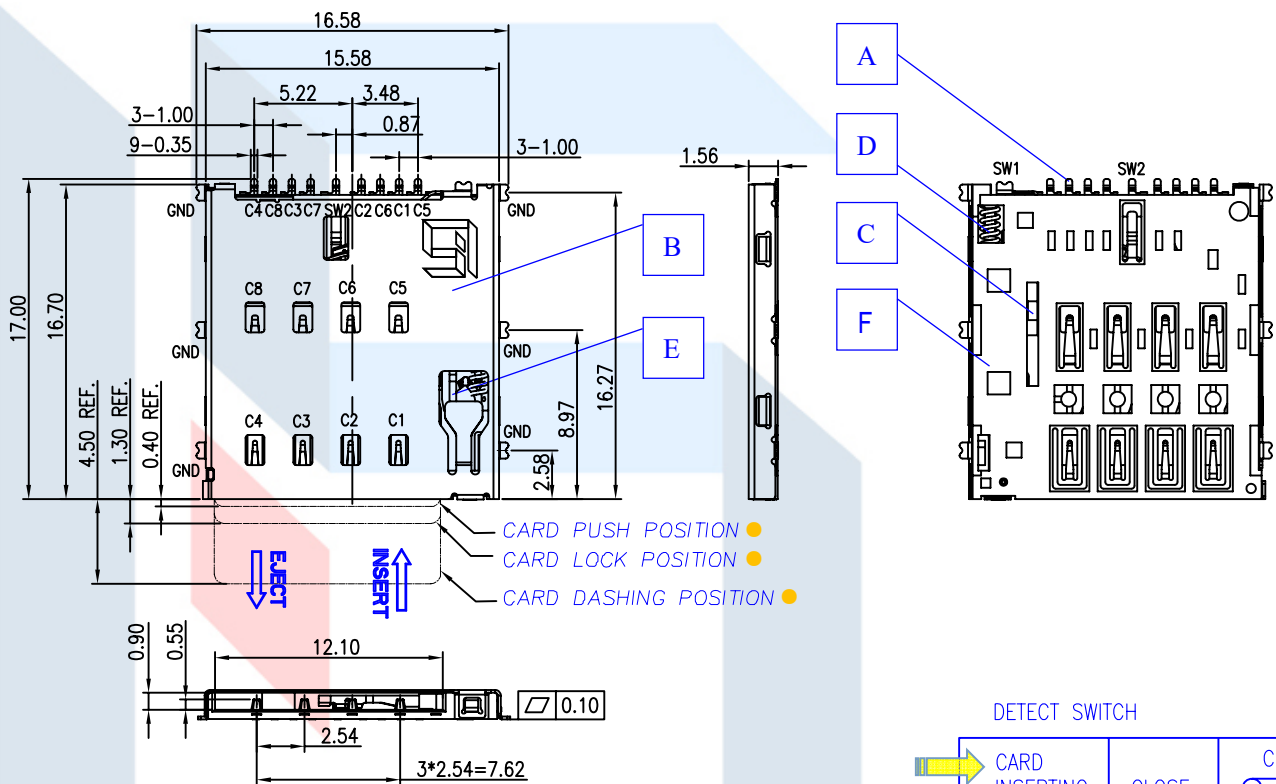 16.58
15.58
5.22
3.48
3-1.00
0.87
9-0.35
3-1.00
1.56
17.00
16.70
GND
C4 C8 C3 C7 SW2 C2 C6 C1 C5
GND
C8 C7 C6 C5
GND
GND
C4 C3 C2 C1
GND
GND
4.50 REF.
1.30 REF.
0.40 REF.
2.58
8.97
16.27
A
D
C
F
B
E
SW1
SW2
CARD PUSH POSITION
CARD LOCK POSITION
CARD DASHING POSITION
EJECT
INSERT
0.90
0.55
12.10
0.10
2.54
3*2.54=7.62
DETECT SWITCH
CARD
C